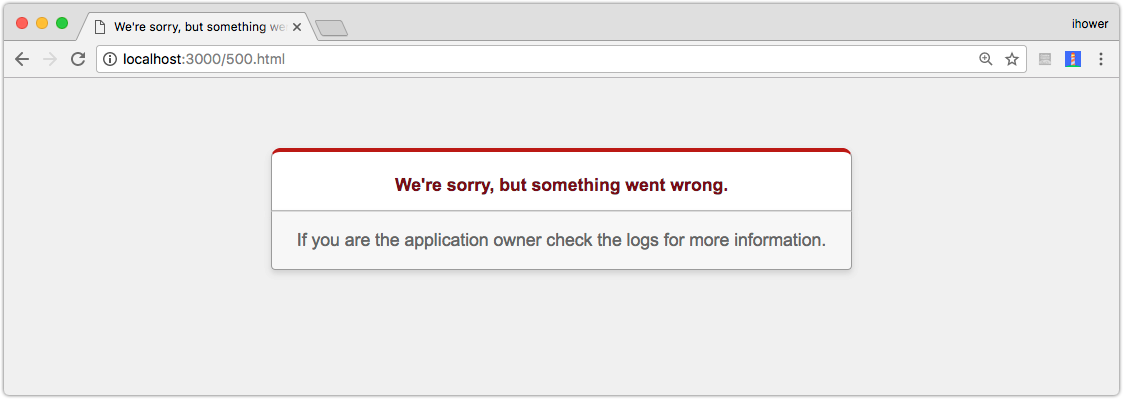 We're sorry, but something we
ihower
localhost:3000/500.html
We're sorry, but something went wrong.
If you are the application owner check the logs for more information.